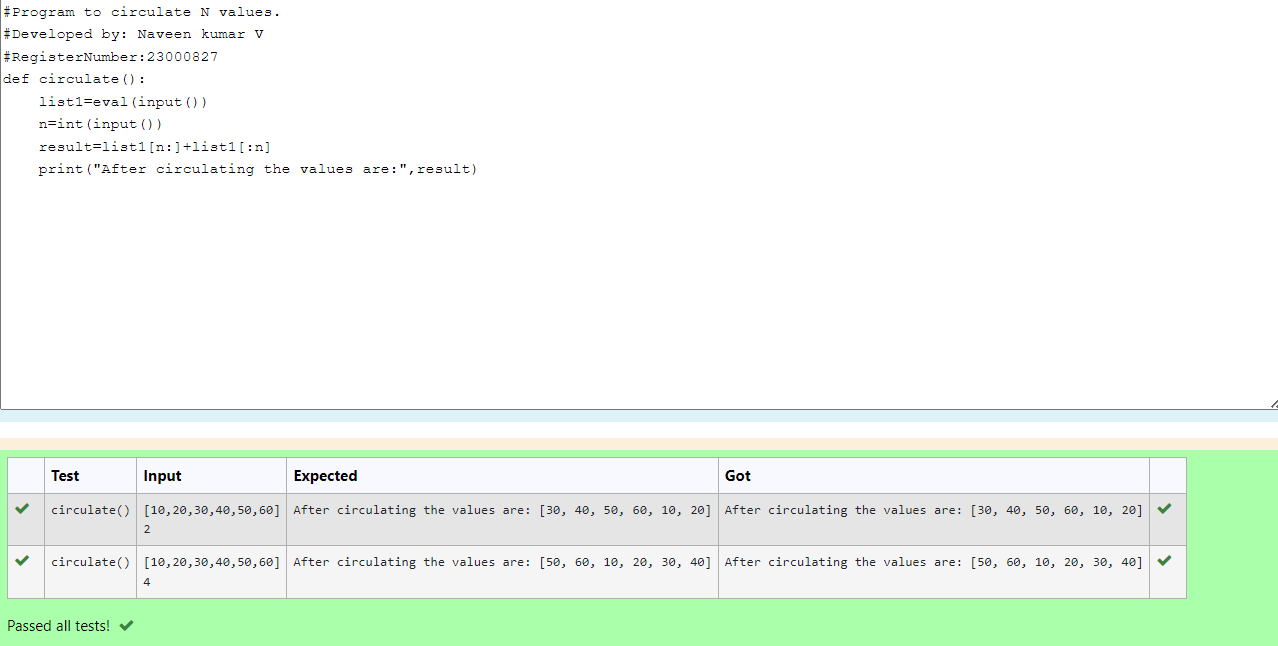 #Program to circulate N values.
#Developed by: Naveen kumar V
#RegisterNumber:23000827
def circulate():
    list1=eval(input())
    n=int(input())
    result=list1[n:]+list1[:n]
    print("After circulating the values are:",result)
Test Input Expected Got
circulate() [10,20,30,40,50,60] After circulating the values are: [30, 40, 50, 60, 10, 20] After circulating the values are: [30, 40, 50, 60, 10, 20]
2
circulate() [10,20,30,40,50,60] After circulating the values are: [50, 60, 10, 20, 30, 40] After circulating the values are: [50, 60, 10, 20, 30, 40]
4
Passed all tests!